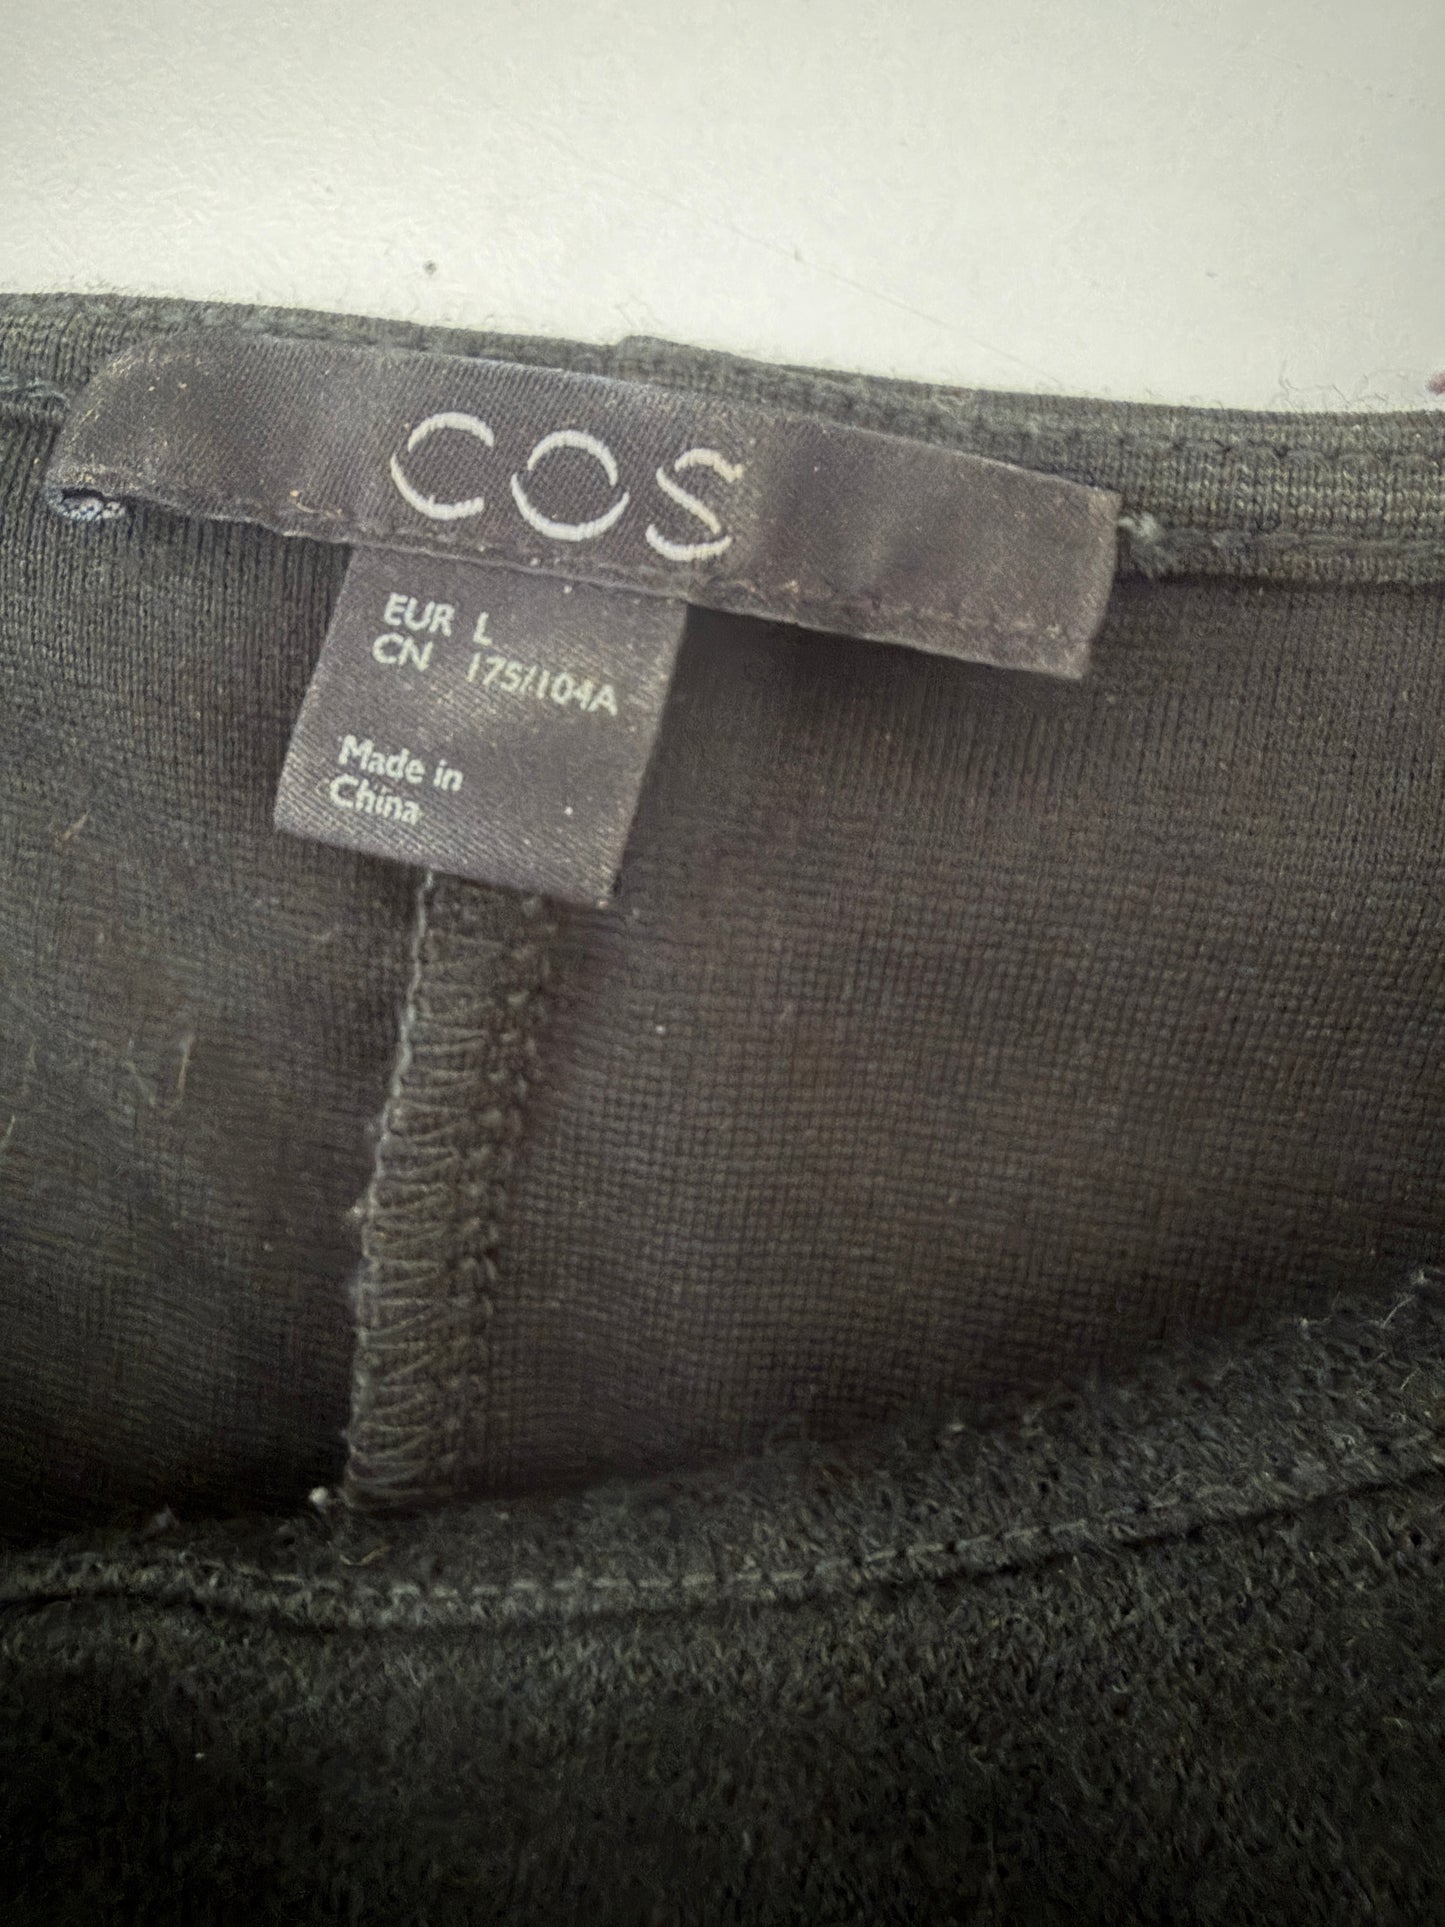 COS
EUR L
CN 175/104A
Made in
China